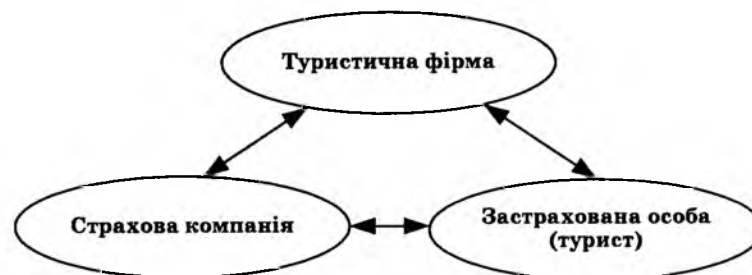 Туристична фірма
Страхова компанія
Застрахована особа
(турист)